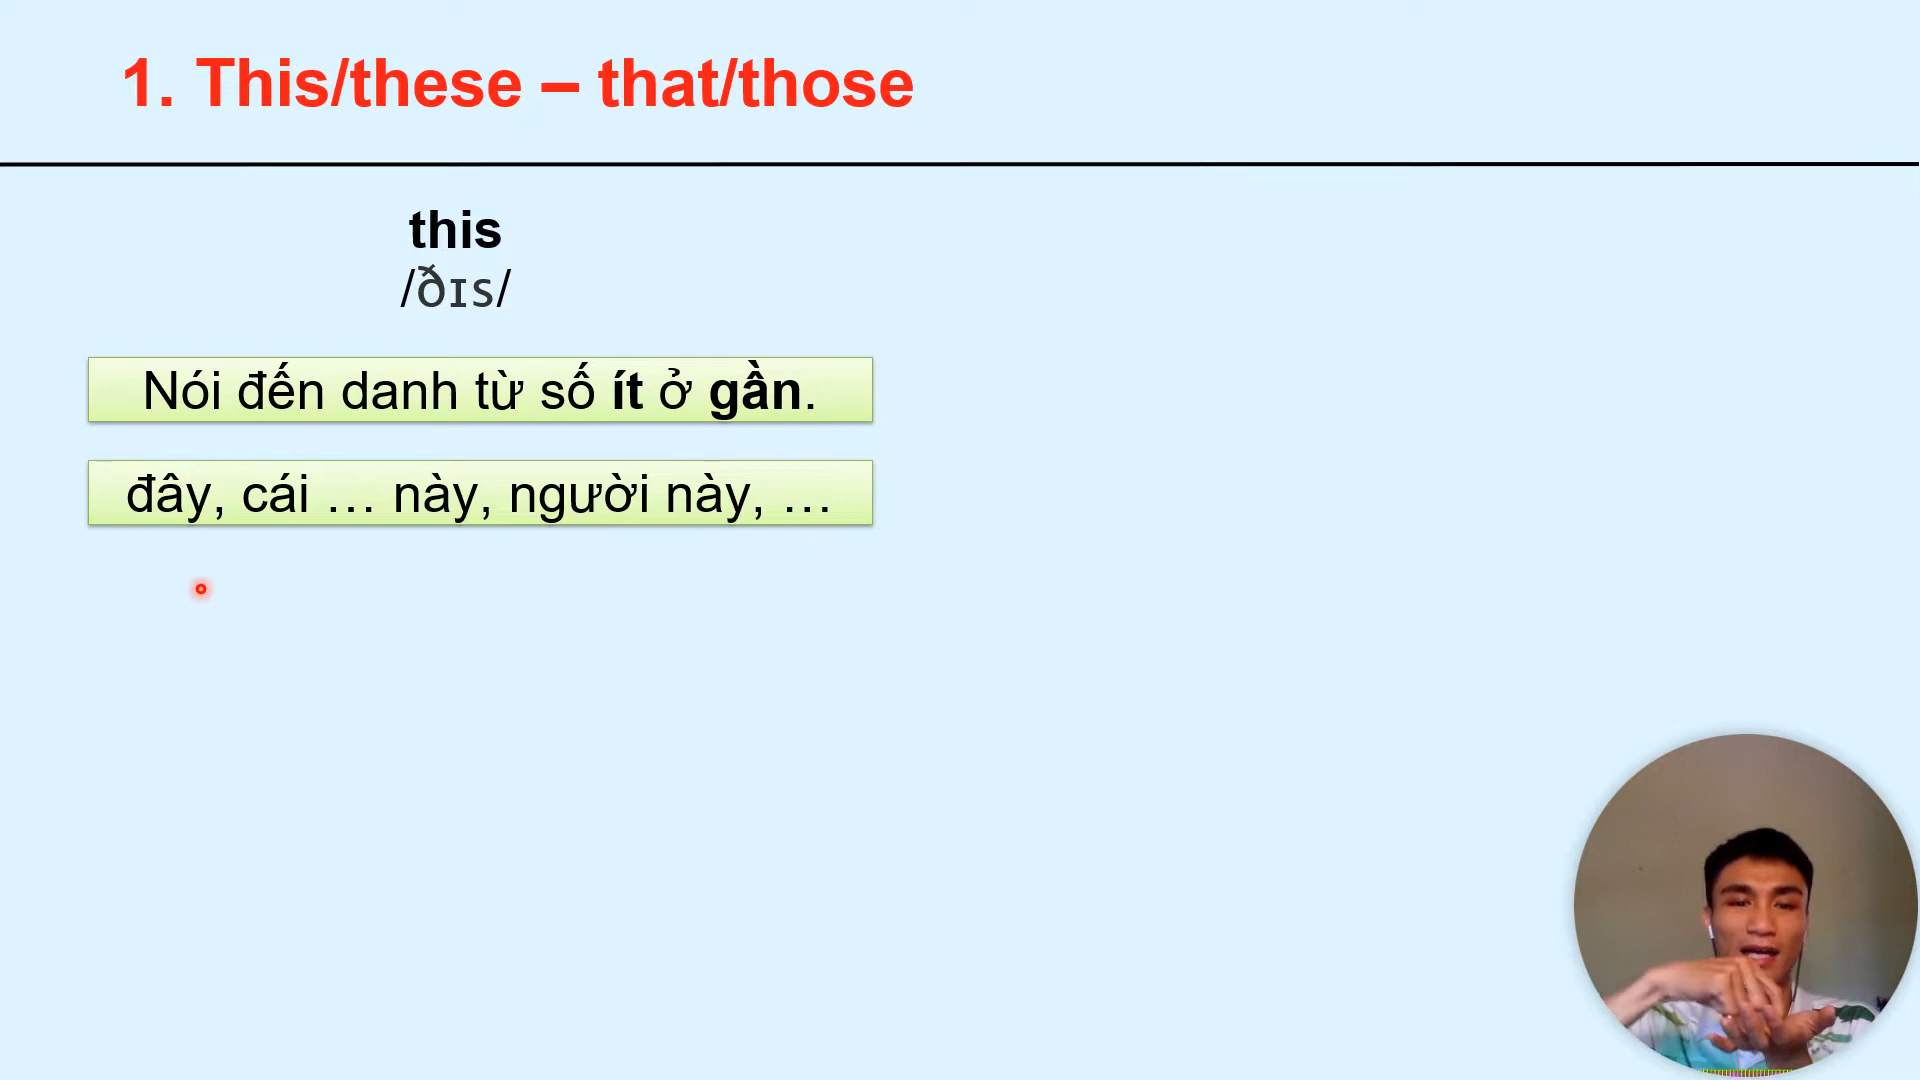 1. This/these – that/those
this
/ðɪs/
Nói đến danh từ số ít ở gần.
đây, cái … này, người này, …